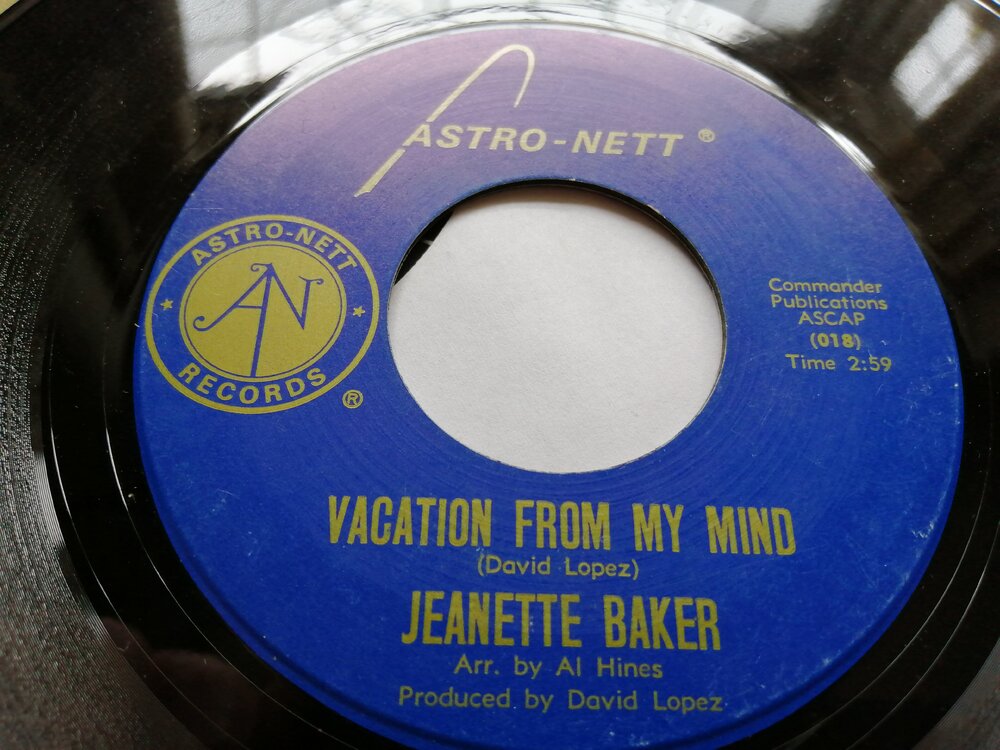 ASTRO-NETT ®
ASTRO-NETT
AN
RECORDS
®
Commander
Publications
ASCAP
(018)
Time 2:59
VACATION FROM MY MIND
(David Lopez)
JEANETTE BAKER
Arr. by Al Hines
Produced by David Lopez